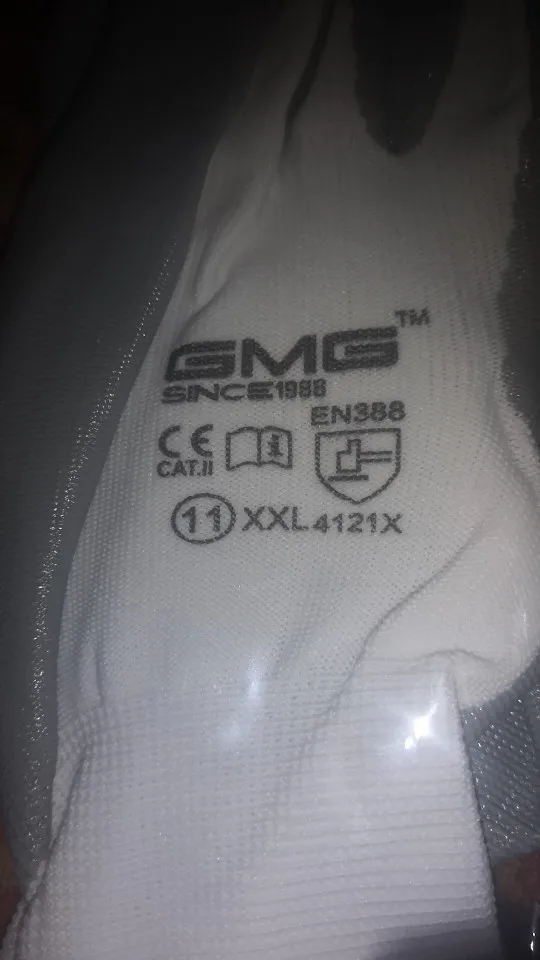 GMG™
SINCE1988
EN388
CE
CAT.II
i
11 XXL 4121X